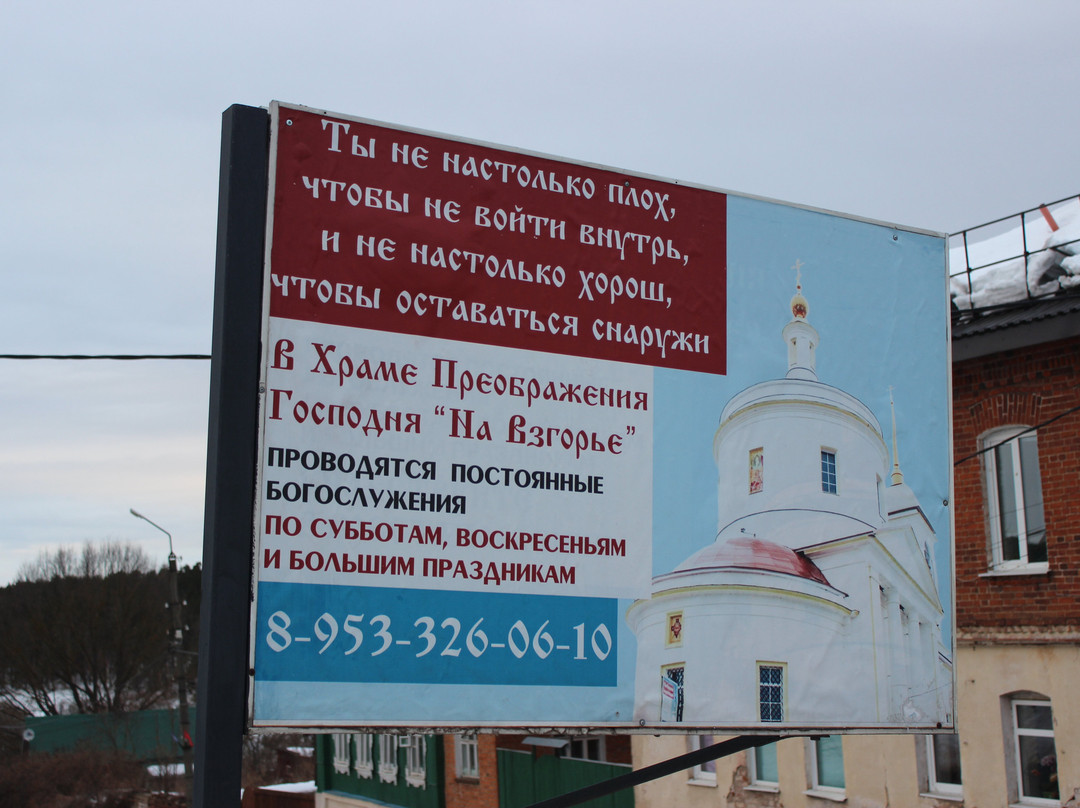 Ты не настолько плох,
чтобы не войти внутрь,
и не настолько хорош,
чтобы оставаться снаружи
в Храме Преображения
Господня “На Взгорье”
ПРОВОДЯТСЯ ПОСТОЯННЫЕ
БОГОСЛУЖЕНИЯ
ПО СУББОТАМ, ВОСКРЕСЕНЬЯМ
И БОЛЬШИМ ПРАЗДНИКАМ
8-953-326-06-10